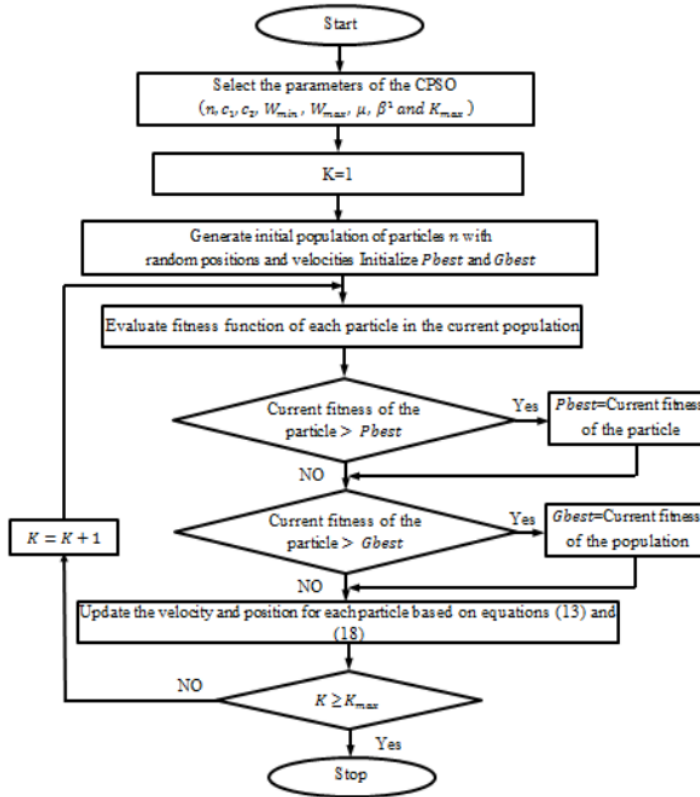 Start
Select the parameters of the CPSO
(n, c₁, c₂, W_min, W_max, μ, β¹ and K_max)
K=1
Generate initial population of particles n with
random positions and velocities Initialize Pbest and Gbest
Evaluate fitness function of each particle in the current population
Current fitness of the
particle > Pbest
Yes
Pbest=Current fitness
of the particle
NO
Current fitness of the
particle > Gbest
Yes
Gbest=Current fitness
of the population
K = K + 1
NO
Update the velocity and position for each particle based on equations (13) and
(18)
NO
K ≥ K_max
Yes
Stop